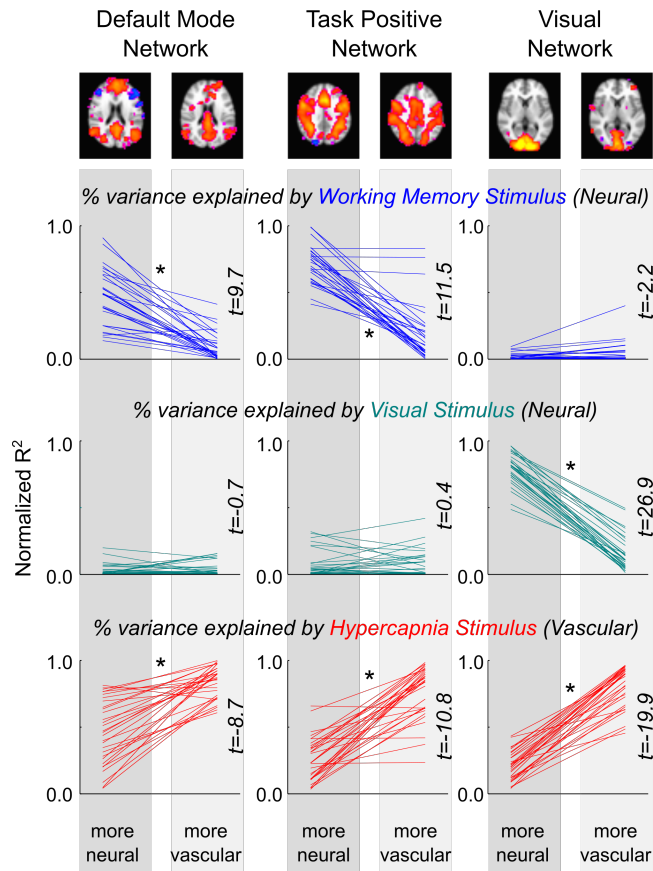 Default Mode Network
Task Positive Network
Visual Network
% variance explained by Working Memory Stimulus (Neural)
1.0
0.0
*
t=9.7
1.0
0.0
*
t=11.5
1.0
0.0
t=-2.2
% variance explained by Visual Stimulus (Neural)
Normalized R²
1.0
0.0
t=-0.7
1.0
0.0
t=0.4
1.0
0.0
*
t=26.9
% variance explained by Hypercapnia Stimulus (Vascular)
1.0
0.0
*
t=-8.7
1.0
0.0
*
t=-10.8
1.0
0.0
*
t=-19.9
more neural
more vascular
more neural
more vascular
more neural
more vascular